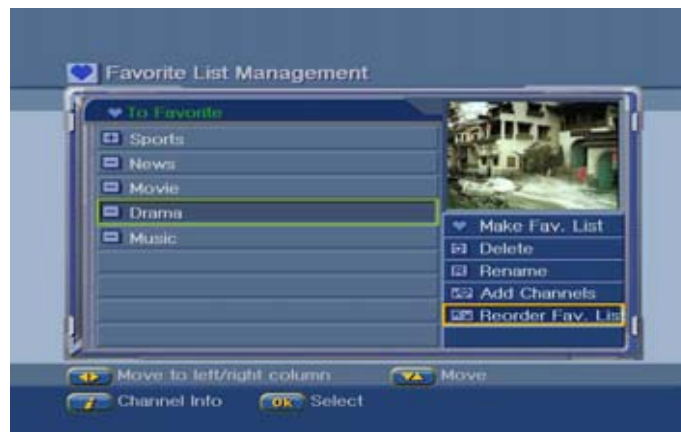 Favorite List Management
To Favorite
Sports
News
Movie
Drama
Music
Make Fav. List
Delete
Rename
Add Channels
Reorder Fav. Lis
Move to left/right column
Move
i Channel Info
OK Select